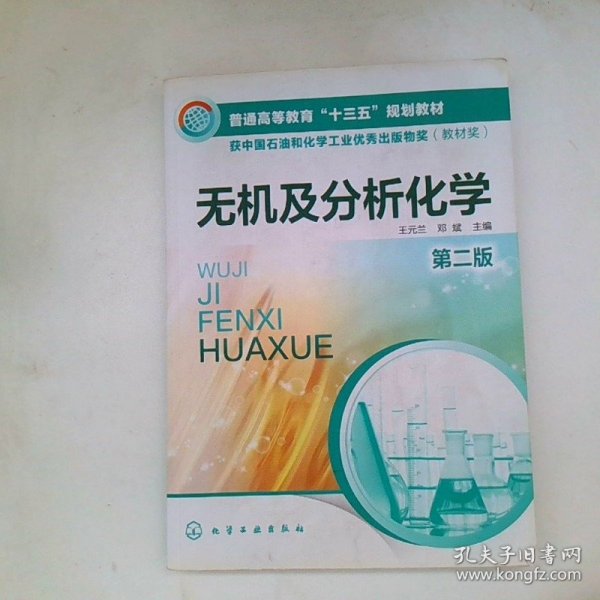 普通高等教育“十三五”规划教材
获中国石油和化学工业优秀出版物奖（教材奖）
无机及分析化学
王元兰 邓斌 主编
第二版
WUJI
JI
FENXI
HUAXUE
化学工业出版社
孔夫子旧书网
www.kongfz.com